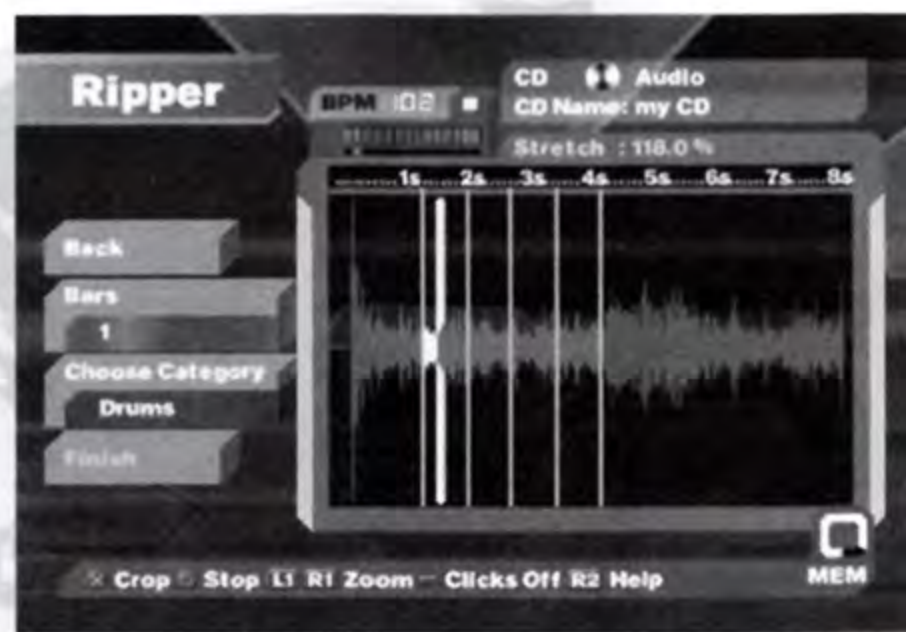 Ripper
BPM 102
CD Audio
CD Name: my CD
Stretch : 118.0 %
1s 2s 3s 4s 5s 6s 7s 8s
Back
Bars
1
Choose Category
Drums
Finish
Crop Stop L1 R1 Zoom Clicks Off R2 Help
MEM